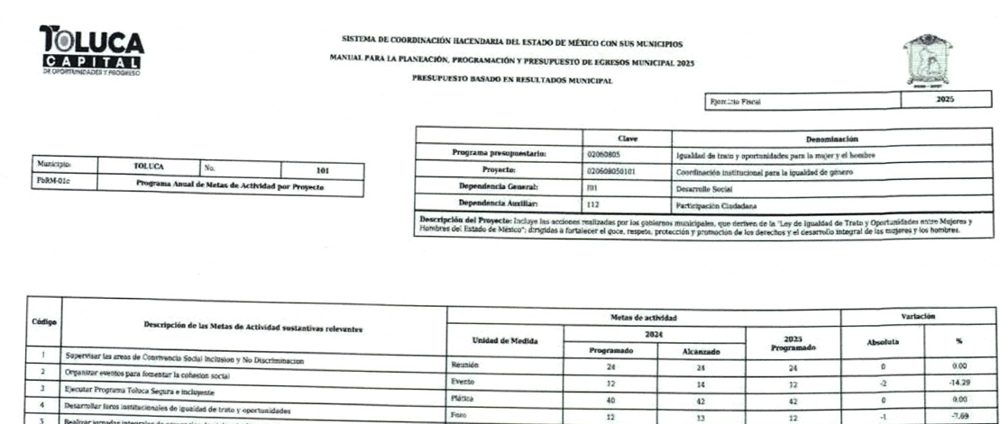 TOLUCA
CAPITAL
DE OPORTUNIDADES Y PROGRESO
SISTEMA DE COORDINACIÓN HACENDARIA DEL ESTADO DE MÉXICO CON SUS MUNICIPIOS
MANUAL PARA LA PLANEACIÓN, PROGRAMACIÓN Y PRESUPUESTO DE EGRESOS MUNICIPAL 2025
PRESUPUESTO BASADO EN RESULTADOS MUNICIPAL
Ejercicio Fiscal 2025
Clave Denominación
Programa presupuestario: 02060805 Igualdad de trato y oportunidades para la mujer y el hombre
Proyecto: 020608050101 Coordinación institucional para la igualdad de género
Dependencia General: I01 Desarrollo Social
Dependencia Auxiliar: 112 Participación Ciudadana
Descripción del Proyecto: Incluye las acciones realizadas por los gobiernos municipales, que deriven de la "Ley de Igualdad de Trato y Oportunidades entre Mujeres y
Hombres del Estado de México"; dirigidas a fortalecer el goce, respeto, protección y promoción de los derechos y el desarrollo integral de las mujeres y los hombres.
Municipio: TOLUCA No. 101
PbRM-01c Programa Anual de Metas de Actividad por Proyecto
Código Descripción de las Metas de Actividad sustantivas relevantes Metas de actividad Variación
Unidad de Medida 2024 2025 Absoluta %
Programado Alcanzado Programado
1 Supervisar las areas de Convivencia Social Inclusion y No Discriminacion Reunión 24 24 24 0 0.00
2 Organizar eventos para fomentar la cohesion social Evento 12 14 12 -2 -14.29
3 Ejecutar Programa Toluca Segura e incluyente Plática 40 42 42 0 0.00
4 Desarrollar foros institucionales de igualdad de trato y oportunidades Foro 12 13 12 -1 -7.69
5 Realizar jornadas integrales de